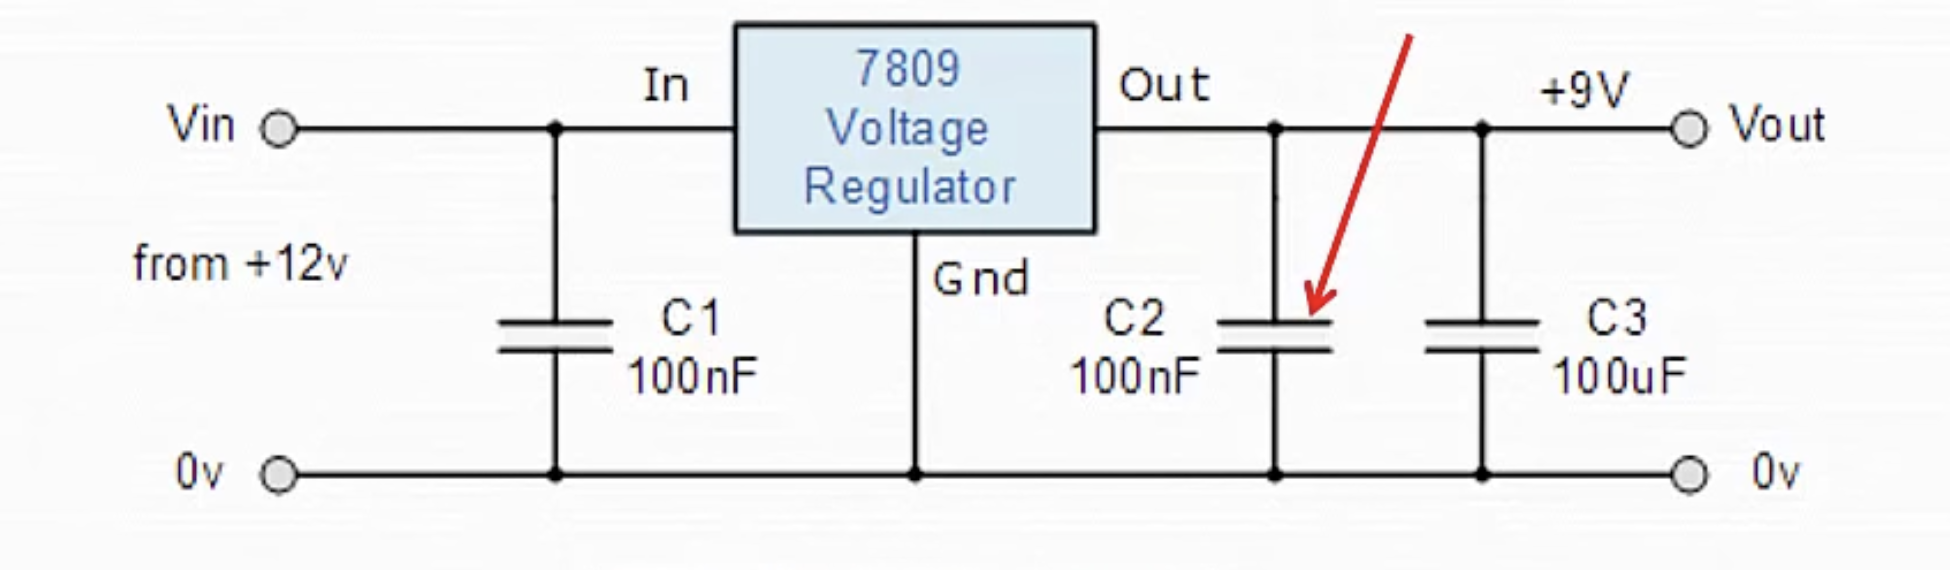 7809
Voltage
Regulator
In
Out
+9V
Vin
Vout
from +12v
Gnd
C1
100nF
C2
100nF
C3
100uF
0v
0v